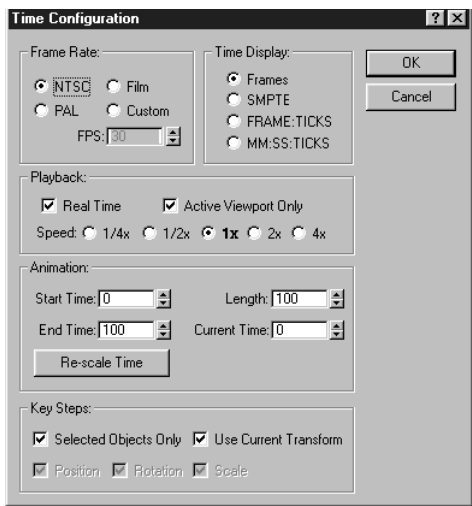 Time Configuration
Frame Rate:
NTSC Film
PAL Custom
FPS: 30
Time Display:
Frames
SMPTE
FRAME:TICKS
MM:SS:TICKS
OK
Cancel
Playback:
Real Time Active Viewport Only
Speed: 1/4x 1/2x 1x 2x 4x
Animation:
Start Time: 0 Length: 100
End Time: 100 Current Time: 0
Re-scale Time
Key Steps:
Selected Objects Only Use Current Transform
Position Rotation Scale